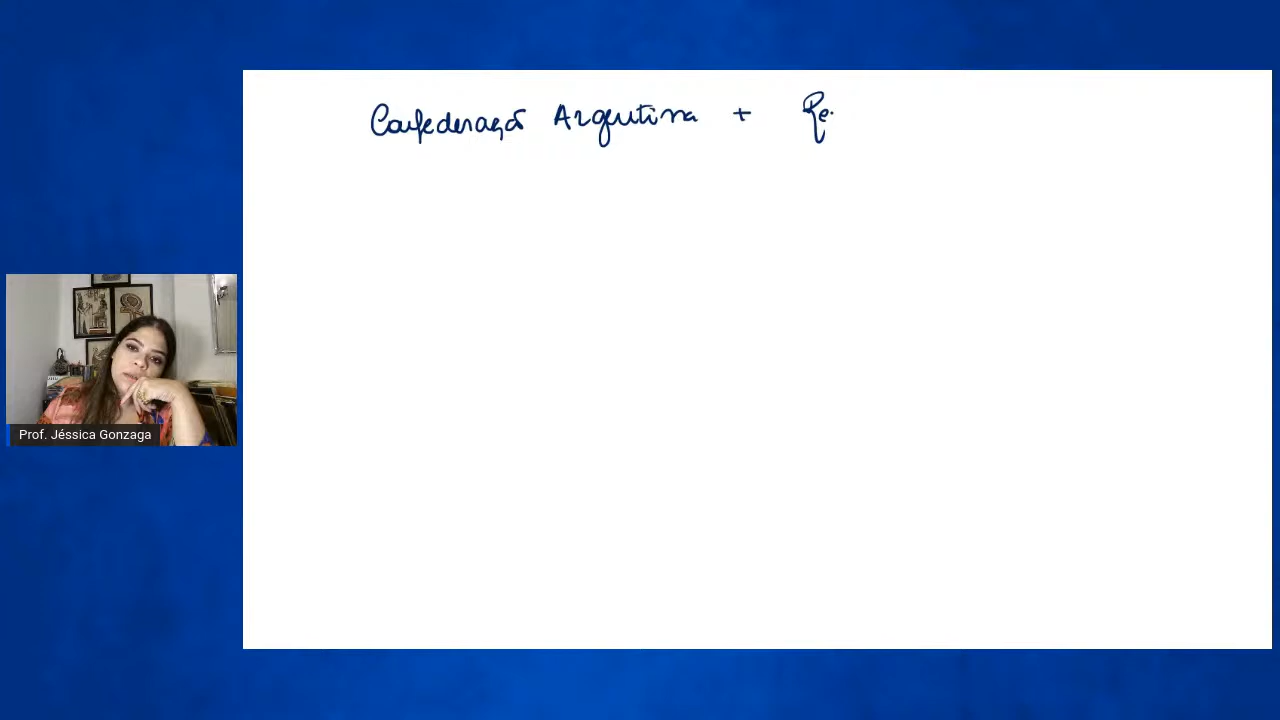 Confederação Argentina + Re.
Prof. Jéssica Gonzaga